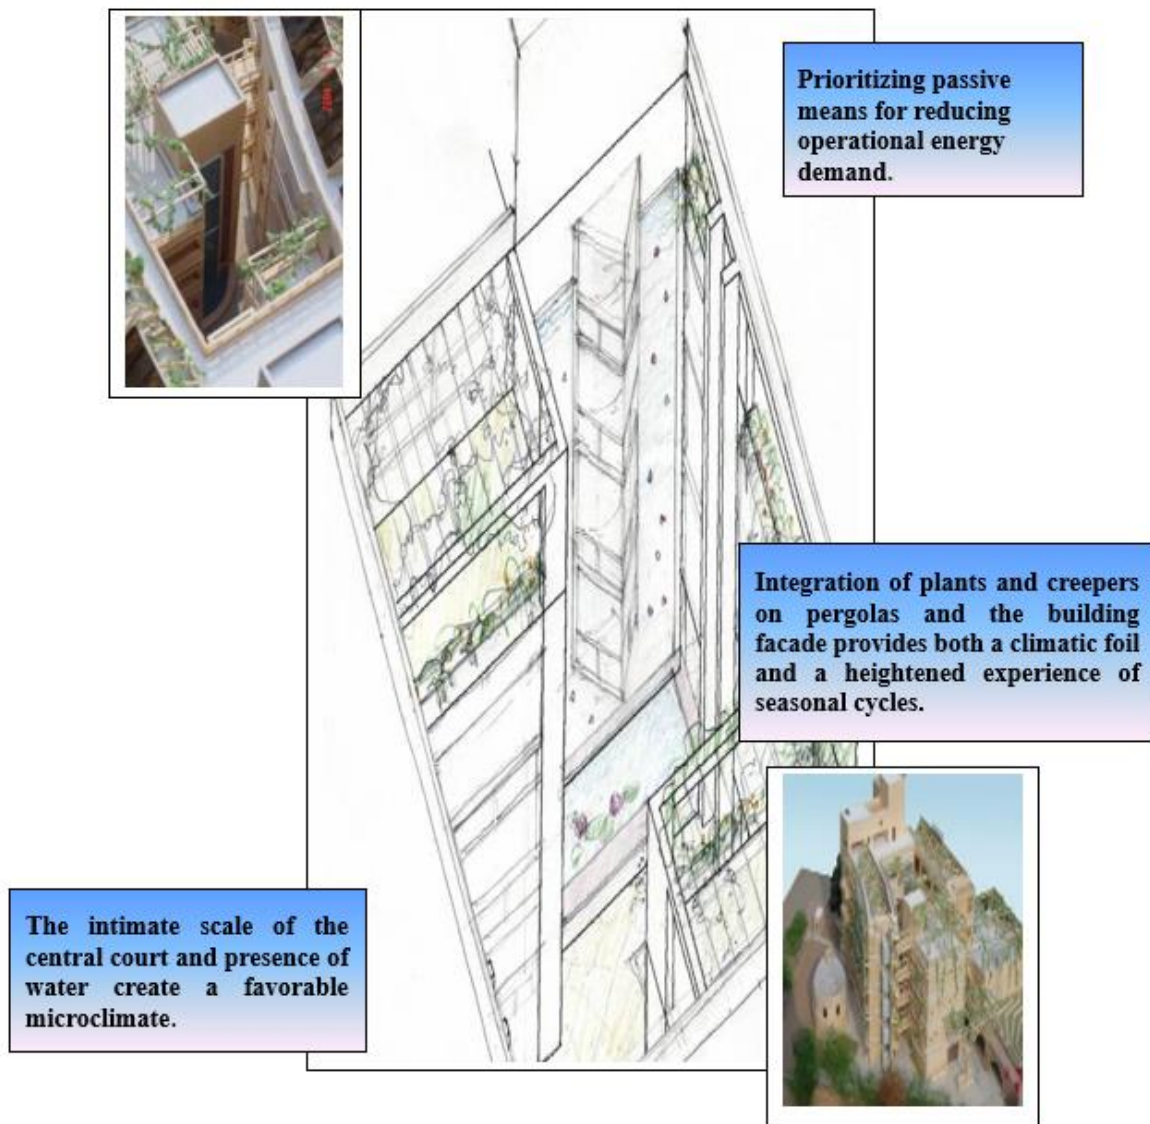 Prioritizing passive
means for reducing
operational energy
demand.
Integration of plants and creepers
on pergolas and the building
facade provides both a climatic foil
and a heightened experience of
seasonal cycles.
The intimate scale of the
central court and presence of
water create a favorable
microclimate.